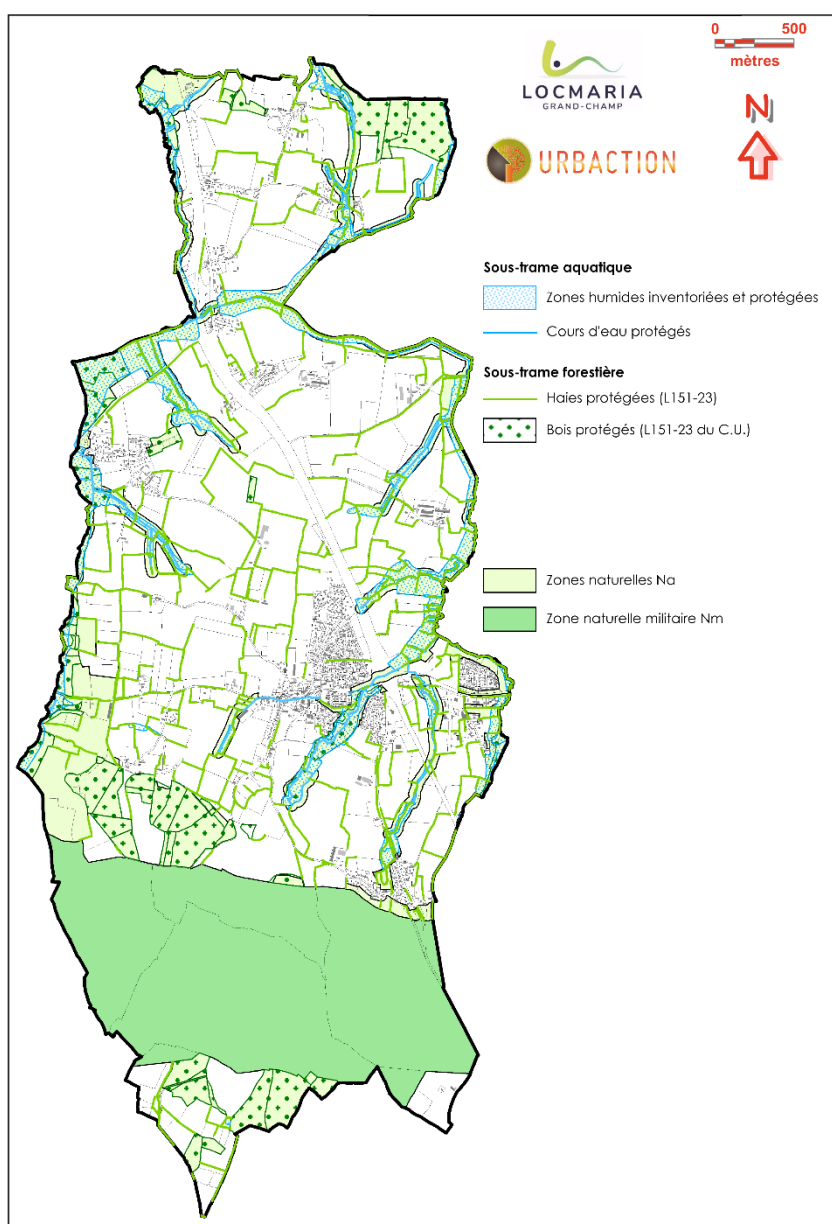 0 500
mètres
LOCMARIA
GRAND-CHAMP
N
URBACTION
Sous-trame aquatique
Zones humides inventoriées et protégées
Cours d'eau protégés
Sous-trame forestière
Haies protégées (L151-23)
Bois protégés (L151-23 du C.U.)
Zones naturelles Na
Zone naturelle militaire Nm